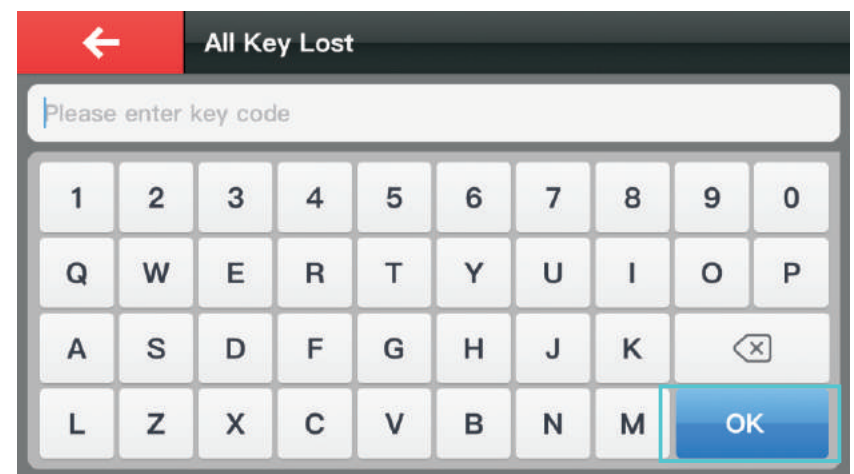 All Key Lost
Please enter key code
1 2 3 4 5 6 7 8 9 0
Q W E R T Y U I O P
A S D F G H J K
L Z X C V B N M OK